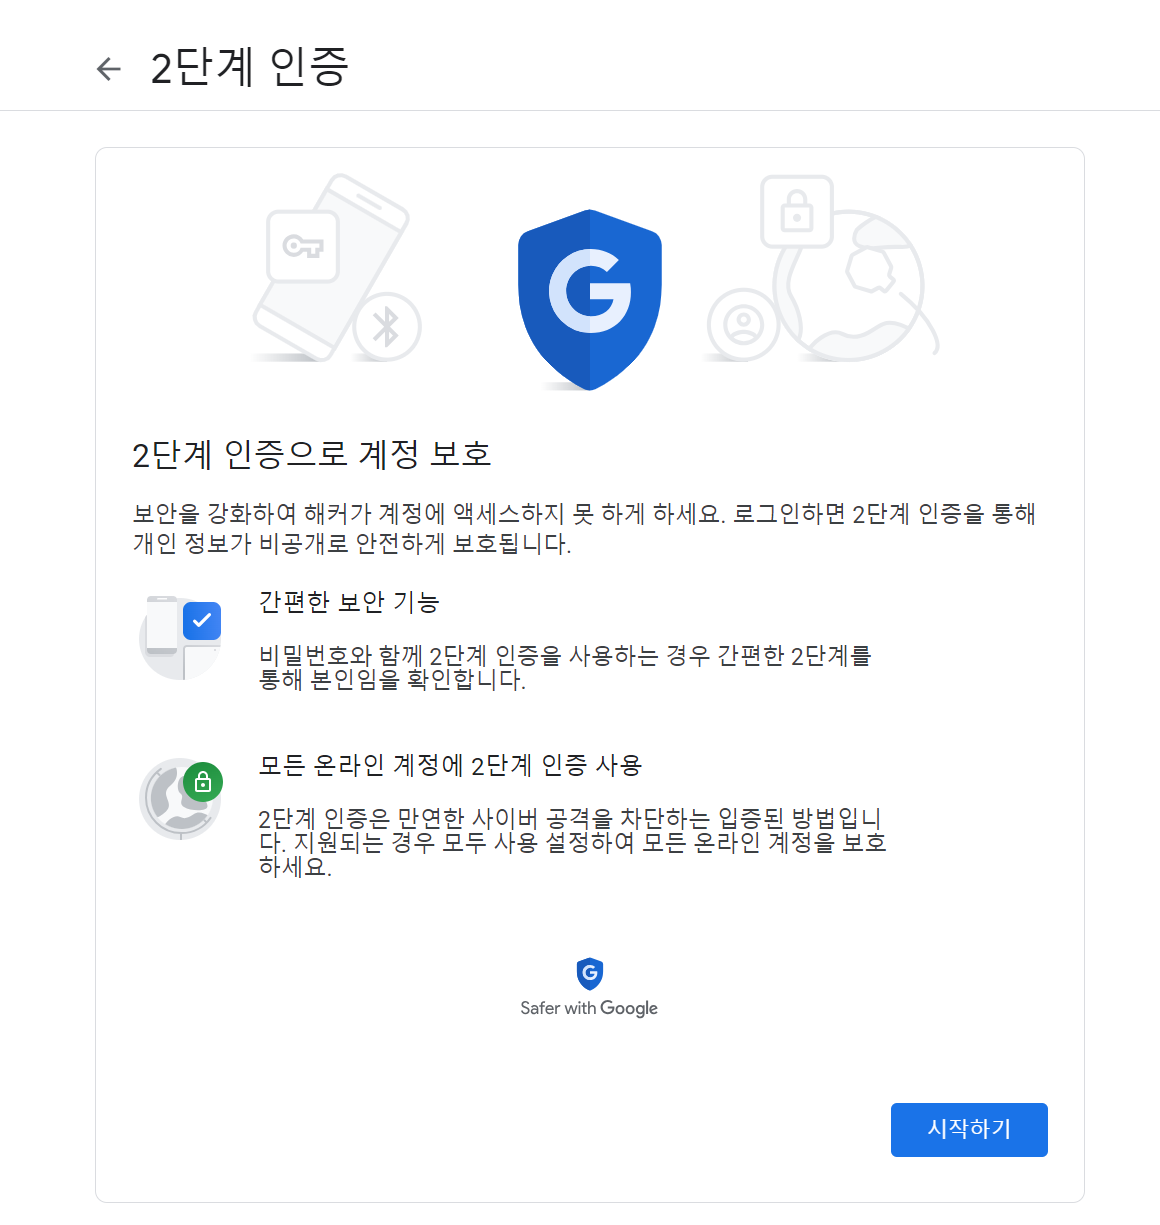 2단계 인증
2단계 인증으로 계정 보호
보안을 강화하여 해커가 계정에 액세스하지 못 하게 하세요. 로그인하면 2단계 인증을 통해
개인 정보가 비공개로 안전하게 보호됩니다.
간편한 보안 기능
비밀번호와 함께 2단계 인증을 사용하는 경우 간편한 2단계를
통해 본인임을 확인합니다.
모든 온라인 계정에 2단계 인증 사용
2단계 인증은 만연한 사이버 공격을 차단하는 입증된 방법입니
다. 지원되는 경우 모두 사용 설정하여 모든 온라인 계정을 보호
하세요.
Safer with Google
시작하기